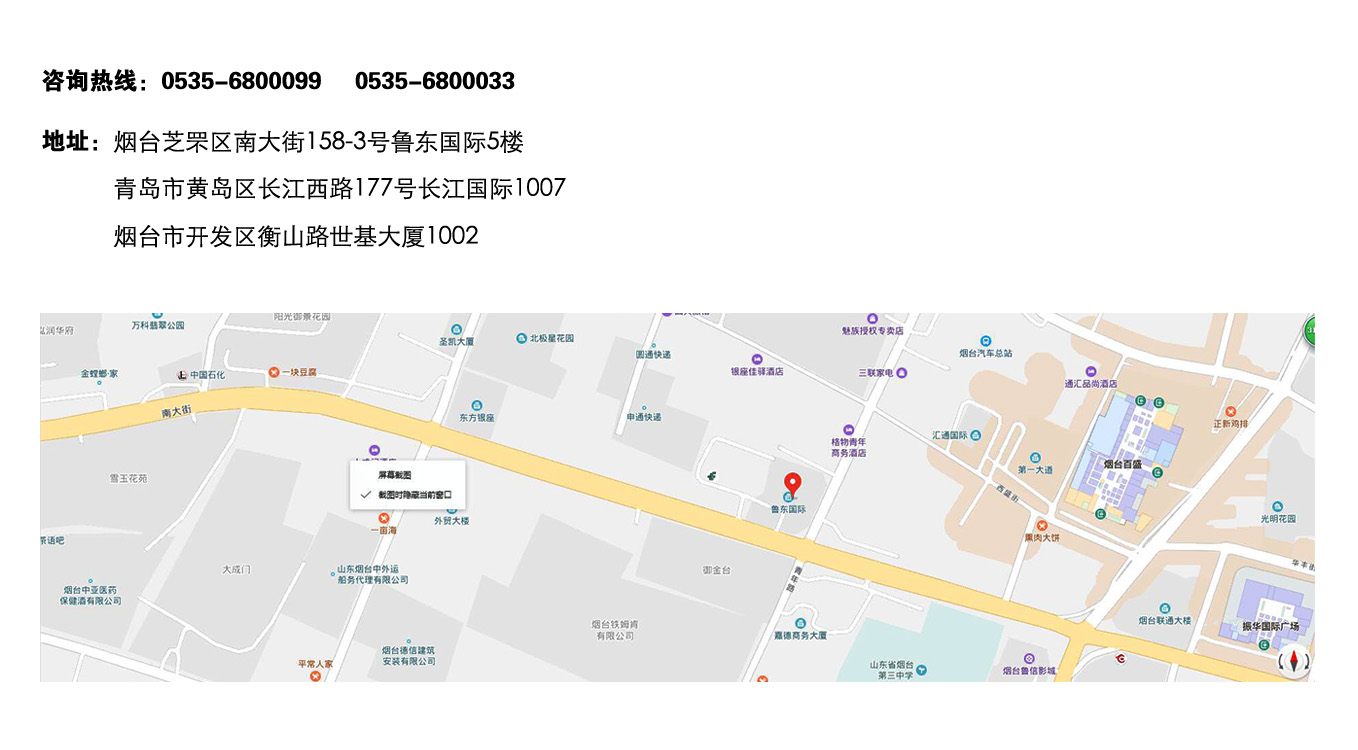 咨询热线：0535-6800099 0535-6800033
地址：烟台芝罘区南大街158-3号鲁东国际5楼
青岛市黄岛区长江西路177号长江国际1007
烟台市开发区衡山路世基大厦1002
泓润华府
万科翡翠公园
阳光御景花园
圣凯大厦
北极星花园
圆通快递
银座佳驿酒店
魅族授权专卖店
三联家电
烟台汽车总站
通汇品尚酒店
正新鸡排
金螳螂·家
中国石化
一块豆腐
南大街
东方银座
申通快递
格物青年
商务酒店
汇通国际
第一大道
烟台百盛
西盛街
熏肉大饼
光明花园
华丰街
雪玉花苑
屏幕截图
截图时隐藏当前窗口
一亩海
外贸大楼
鲁东国际
茶语吧
大成门
山东烟台中外运
船务代理有限公司
烟台中亚医药
保健酒有限公司
御金台
青年路
烟台铁姆肯
有限公司
嘉德商务大厦
烟台联通大楼
振华国际广场
烟台德信建筑
安装有限公司
平常人家
山东省烟台
第三中学
烟台鲁信影城